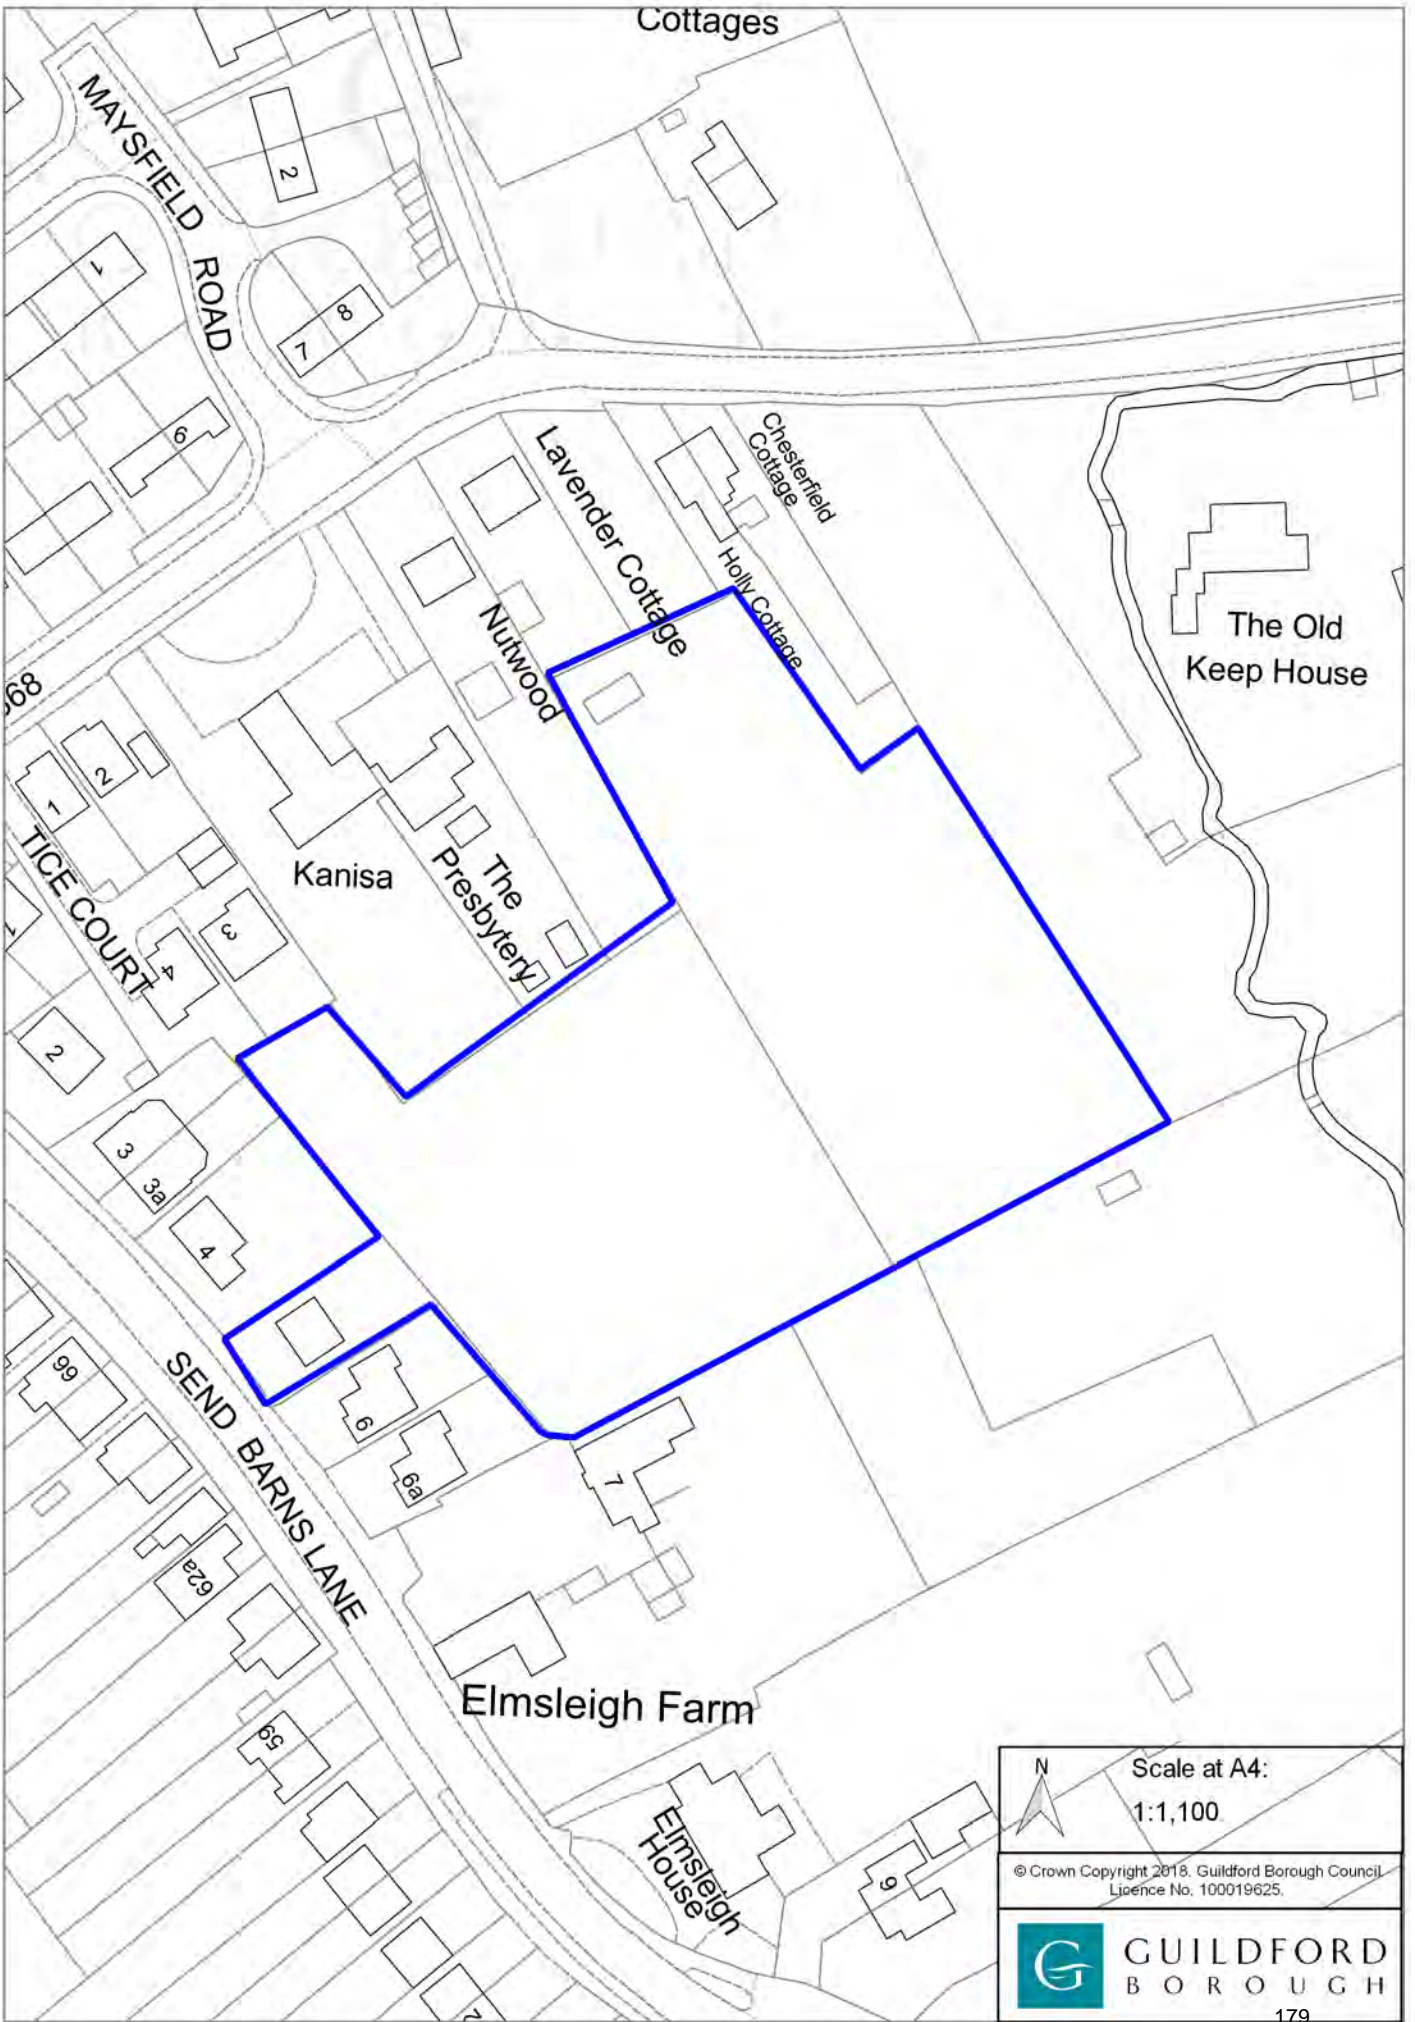 Cottages
MAYSFIELD ROAD
2
1
8
7
6
Lavender Cottage
Chesterfield
Cottage
Holly Cottage
Nutwood
The Old
Keep House
368
2
1
TICE COURT
Kanisa
The
Presbytery
3
4
2
3
3a
4
6
6a
7
66
SEND BARNS LANE
62a
59
Elmsleigh Farm
Elmsleigh
House
9
N
Scale at A4:
1:1,100
© Crown Copyright 2018. Guildford Borough Council.
Licence No. 100019625.
G
GUILDFORD
BOROUGH
179